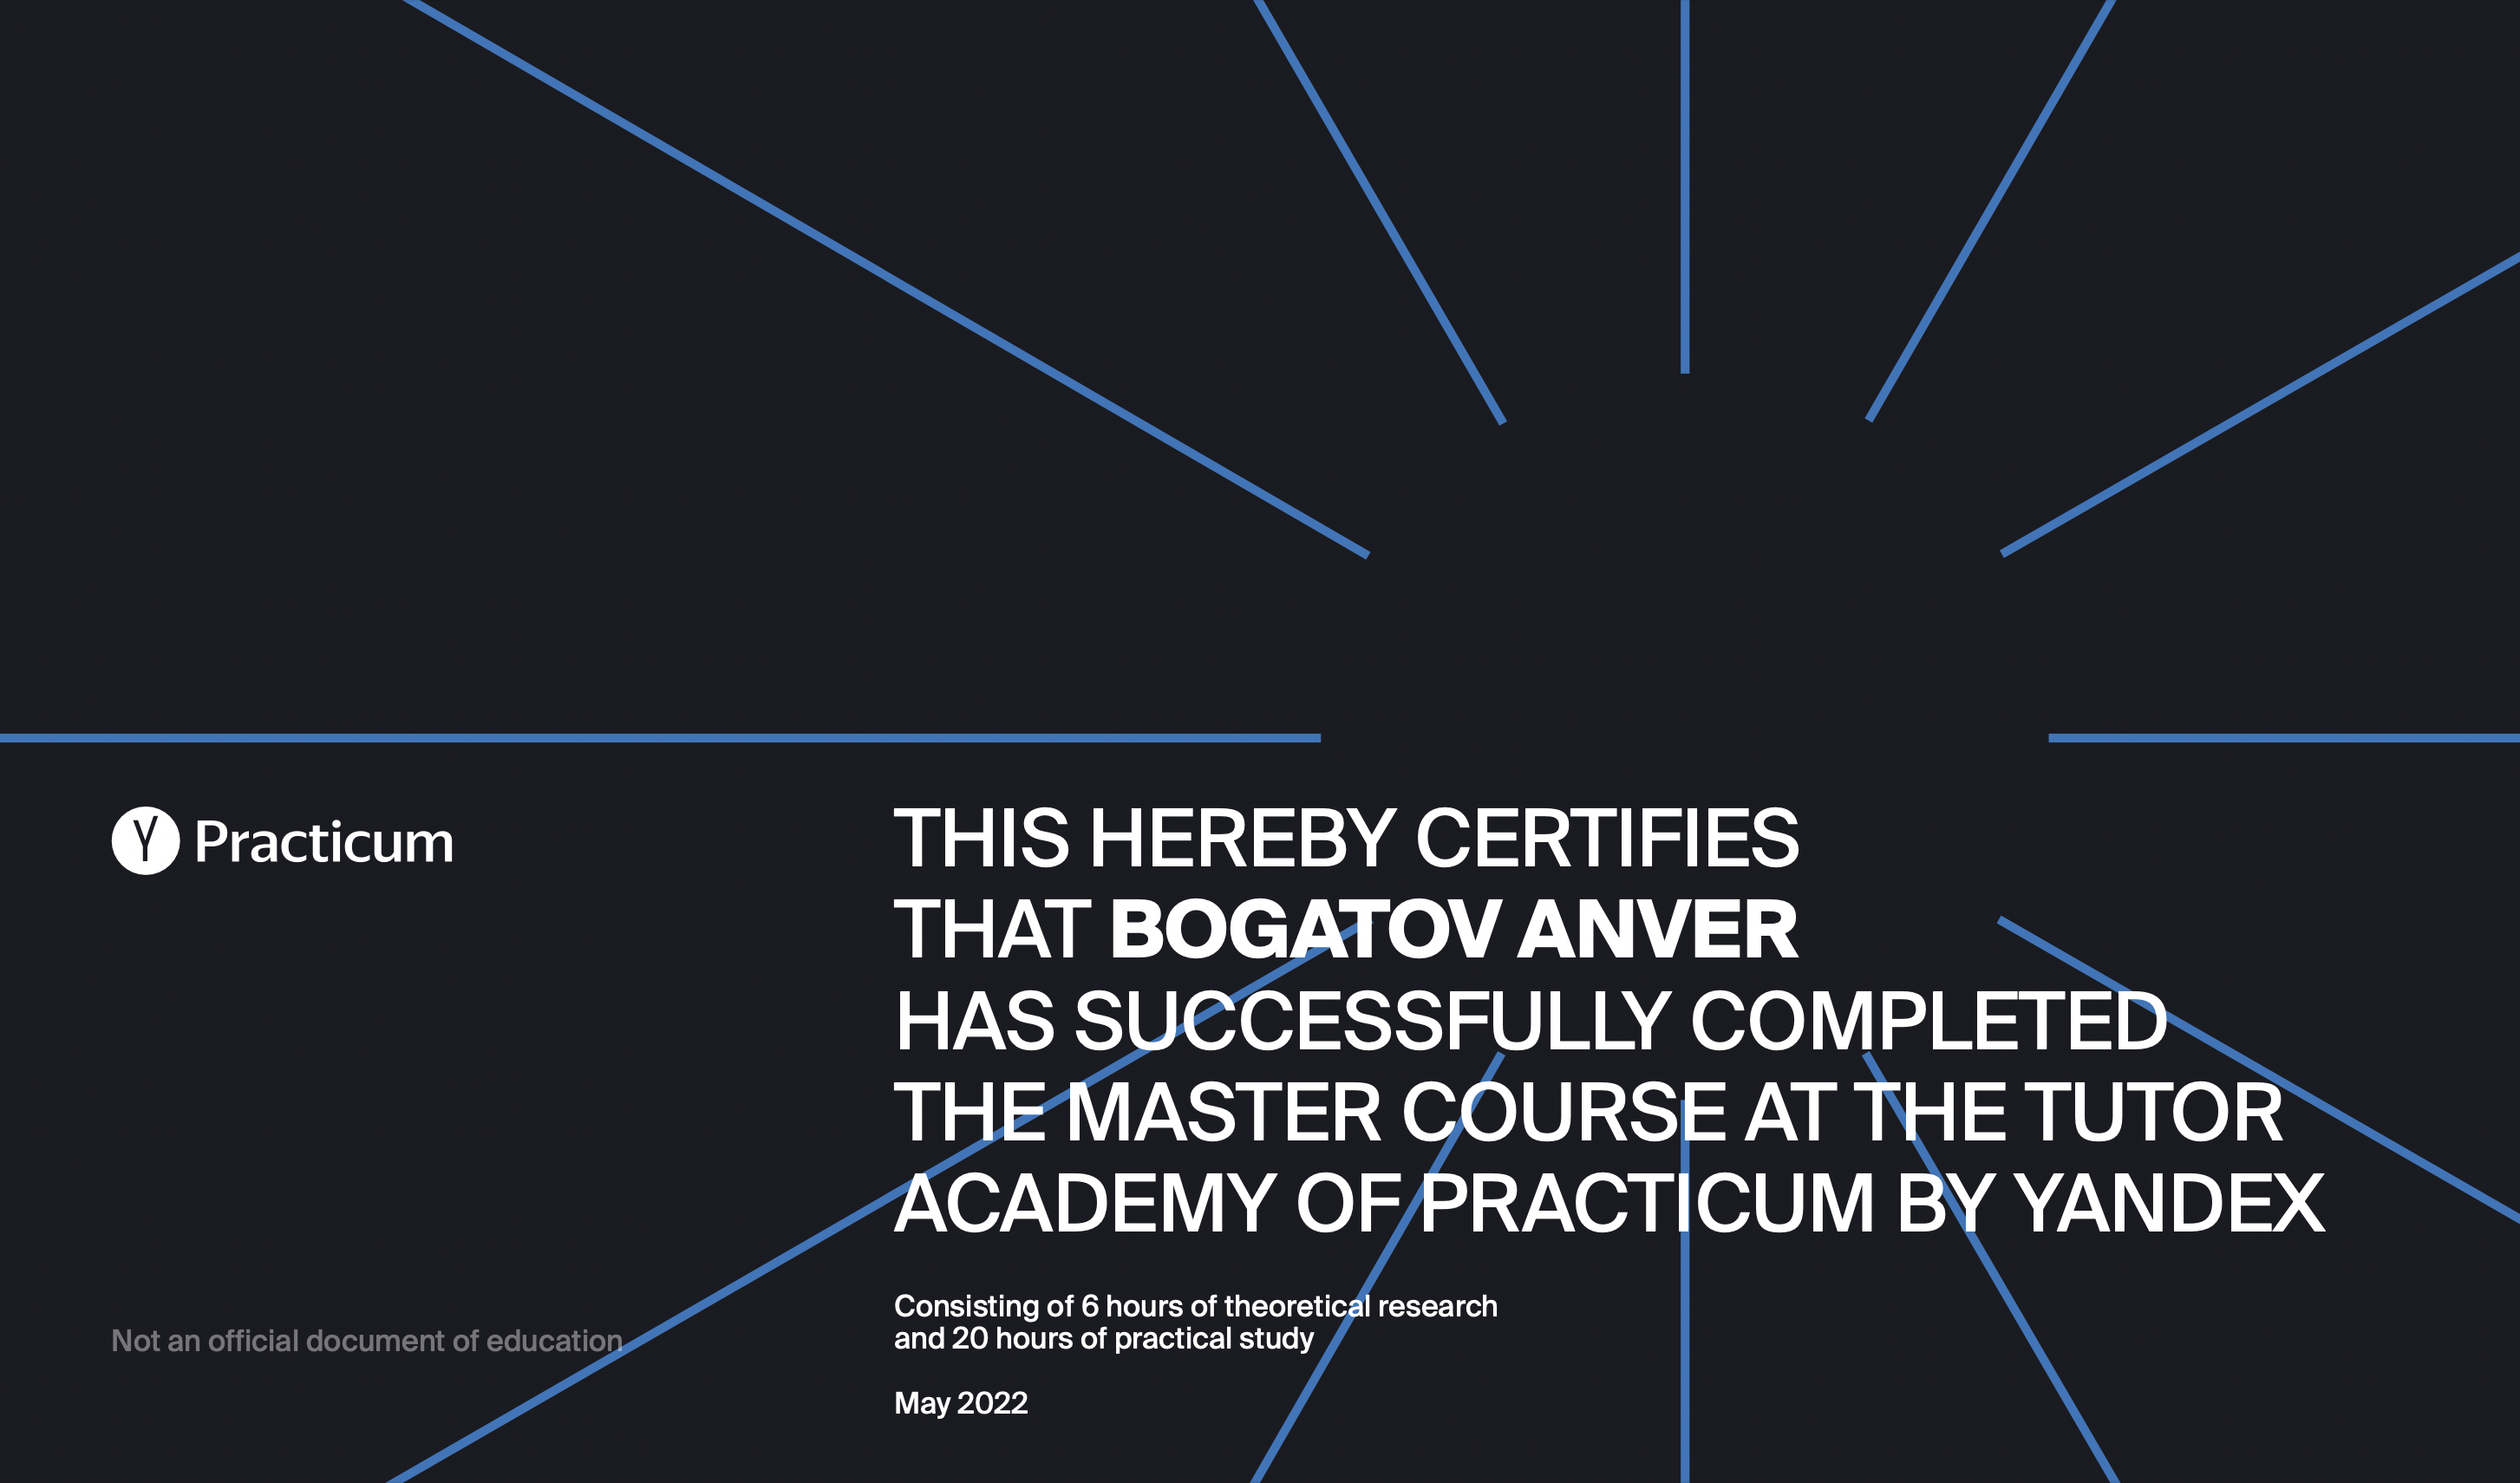 Practicum
THIS HEREBY CERTIFIES
THAT BOGATOV ANVER
HAS SUCCESSFULLY COMPLETED
THE MASTER COURSE AT THE TUTOR
ACADEMY OF PRACTICUM BY YANDEX
Consisting of 6 hours of theoretical research
and 20 hours of practical study
Not an official document of education
May 2022